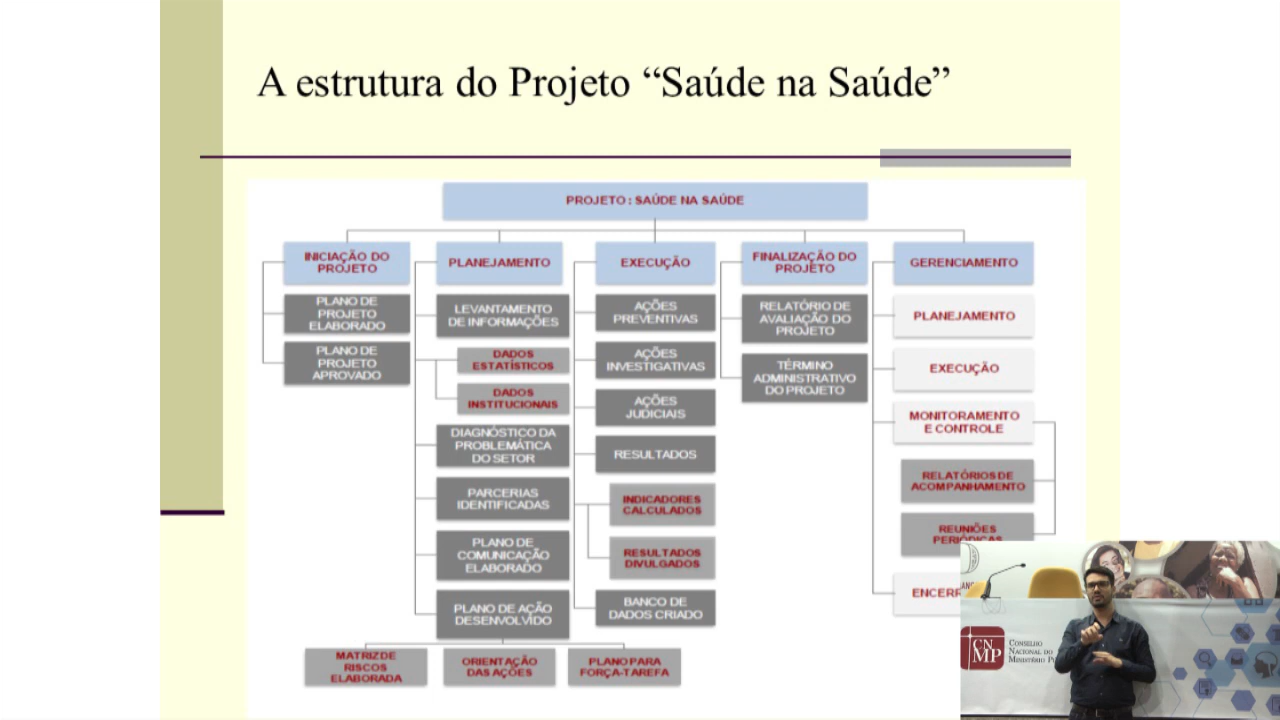 A estrutura do Projeto “Saúde na Saúde”
PROJETO : SAÚDE NA SAÚDE
INICIAÇÃO DO
PROJETO
PLANO DE
PROJETO
ELABORADO
PLANO DE
PROJETO
APROVADO
PLANEJAMENTO
LEVANTAMENTO
DE INFORMAÇÕES
DADOS
ESTATÍSTICOS
DADOS
INSTITUCIONAIS
DIAGNÓSTICO DA
PROBLEMÁTICA
DO SETOR
PARCERIAS
IDENTIFICADAS
PLANO DE
COMUNICAÇÃO
ELABORADO
PLANO DE AÇÃO
DESENVOLVIDO
MATRIZ DE
RISCOS
ELABORADA
ORIENTAÇÃO
DAS AÇÕES
PLANO PARA
FORÇA-TAREFA
EXECUÇÃO
AÇÕES
PREVENTIVAS
AÇÕES
INVESTIGATIVAS
AÇÕES
JUDICIAIS
RESULTADOS
INDICADORES
CALCULADOS
RESULTADOS
DIVULGADOS
BANCO DE
DADOS CRIADO
FINALIZAÇÃO DO
PROJETO
RELATÓRIO DE
AVALIAÇÃO DO
PROJETO
TÉRMINO
ADMINISTRATIVO
DO PROJETO
GERENCIAMENTO
PLANEJAMENTO
EXECUÇÃO
MONITORAMENTO
E CONTROLE
RELATÓRIOS DE
ACOMPANHAMENTO
REUNIÕES
PERIÓDICAS
CN
MP
CONSELHO
NACIONAL DO
MINISTÉRIO